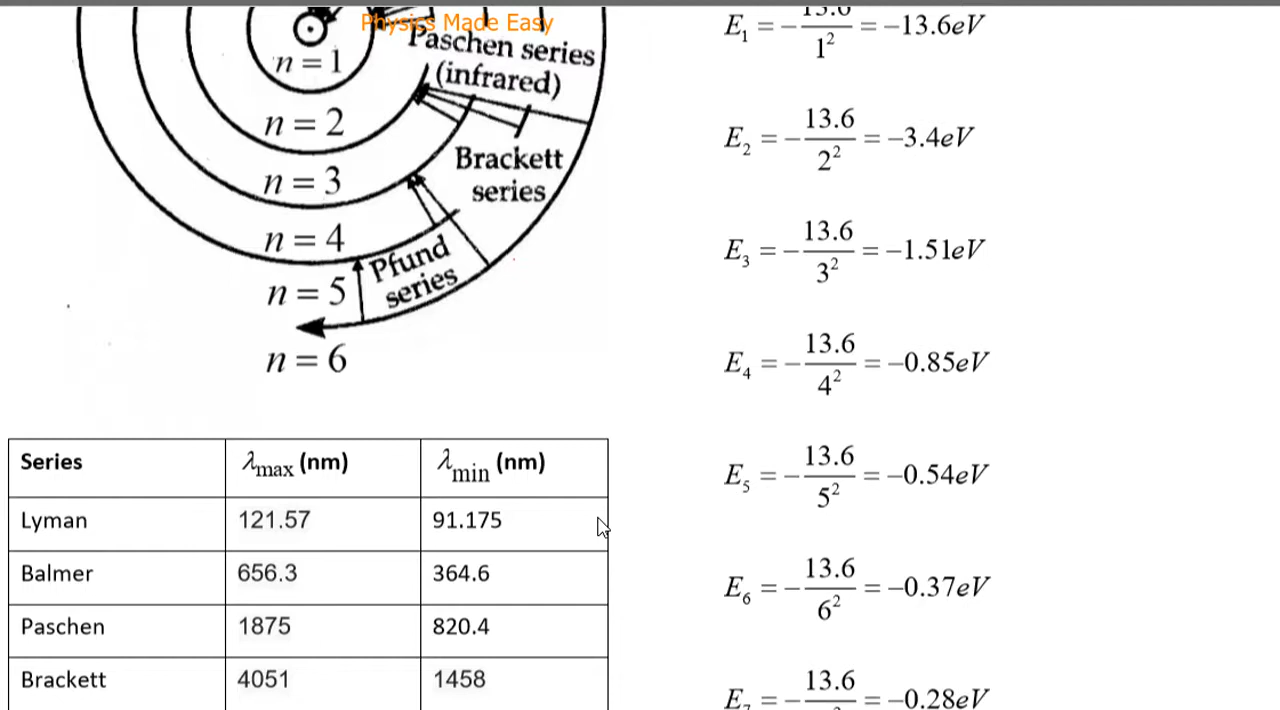 Physics Made Easy
Paschen series
(infrared)
n = 1
n = 2
Brackett
series
n = 3
n = 4
Pfund
series
n = 5
n = 6
Series λmax (nm) λmin (nm)
Lyman 121.57 91.175
Balmer 656.3 364.6
Paschen 1875 820.4
Brackett 4051 1458
E₁ = −13.6/1² = −13.6eV
E₂ = −13.6/2² = −3.4eV
E₃ = −13.6/3² = −1.51eV
E₄ = −13.6/4² = −0.85eV
E₅ = −13.6/5² = −0.54eV
E₆ = −13.6/6² = −0.37eV
E₇ = −13.6/ = −0.28eV